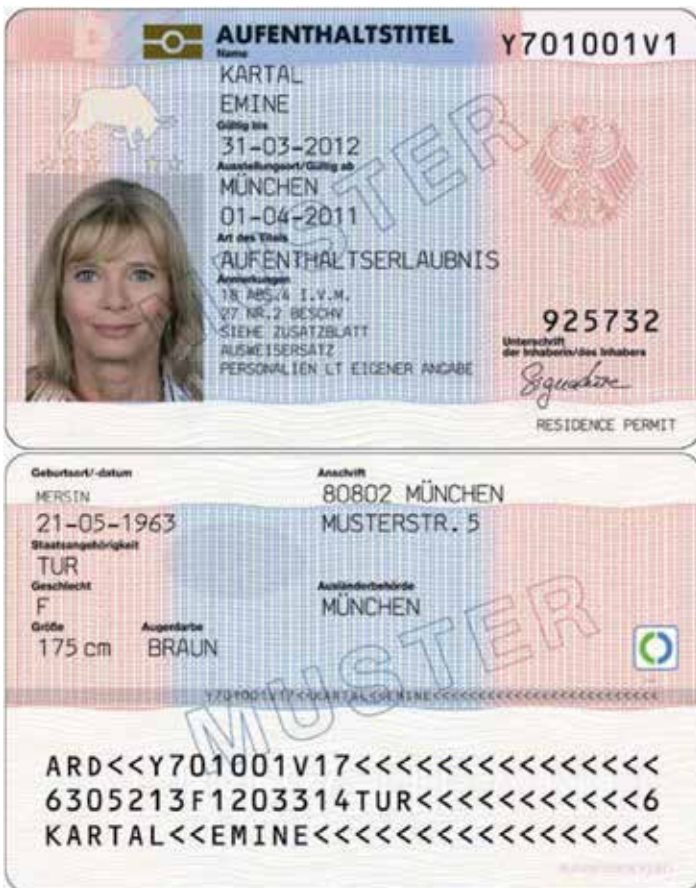 AUFENTHALTSTITEL
Y701001V1
Name
KARTAL
EMINE
Gültig bis
31-03-2012
Ausstellungsort/Gültig ab
MÜNCHEN
01-04-2011
Art des Titels
AUFENTHALTSERLAUBNIS
Anmerkungen
18 ABS.4 I.V.M.
27 NR.2 BESCHV
SIEHE ZUSATZBLATT
AUSWEISERSATZ
PERSONALIEN LT EIGENER ANGABE
925732
Unterschrift
der Inhaberin/des Inhabers
Signature
RESIDENCE PERMIT
MUSTER
Geburtsort/-datum
MERSIN
21-05-1963
Staatsangehörigkeit
TUR
Geschlecht
F
Größe
175 cm
Augenfarbe
BRAUN
Anschrift
80802 MÜNCHEN
MUSTERSTR. 5
Ausländerbehörde
MÜNCHEN
MUSTER
ARD<<Y701001V17<<<<<<<<<<<<<<<
6305213F1203314TUR<<<<<<<<<<<6
KARTAL<<EMINE<<<<<<<<<<<<<<<<<